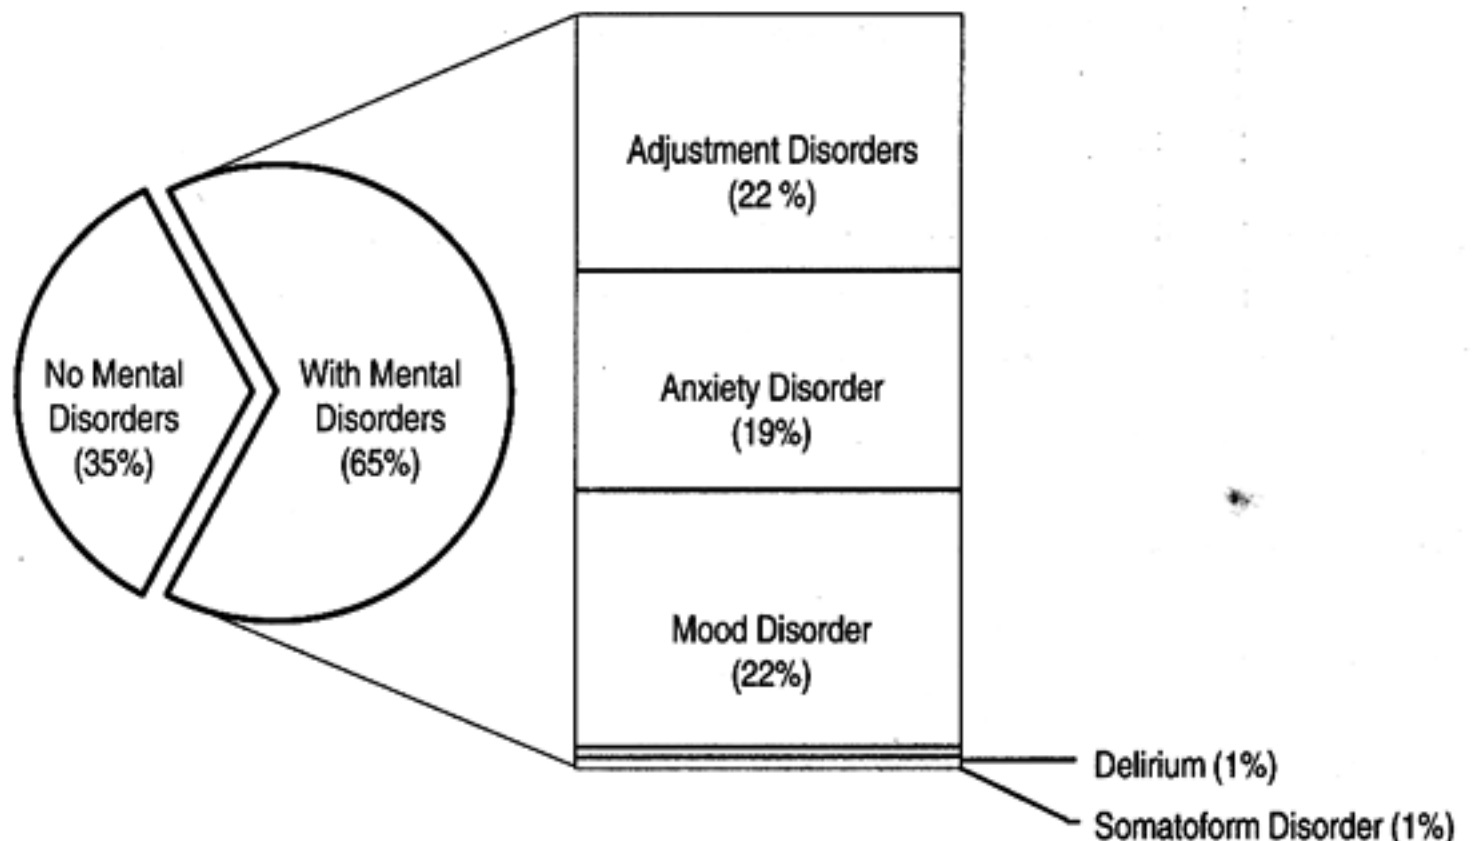 No Mental
Disorders
(35%)
With Mental
Disorders
(65%)
Adjustment Disorders
(22 %)
Anxiety Disorder
(19%)
Mood Disorder
(22%)
Delirium (1%)
Somatoform Disorder (1%)